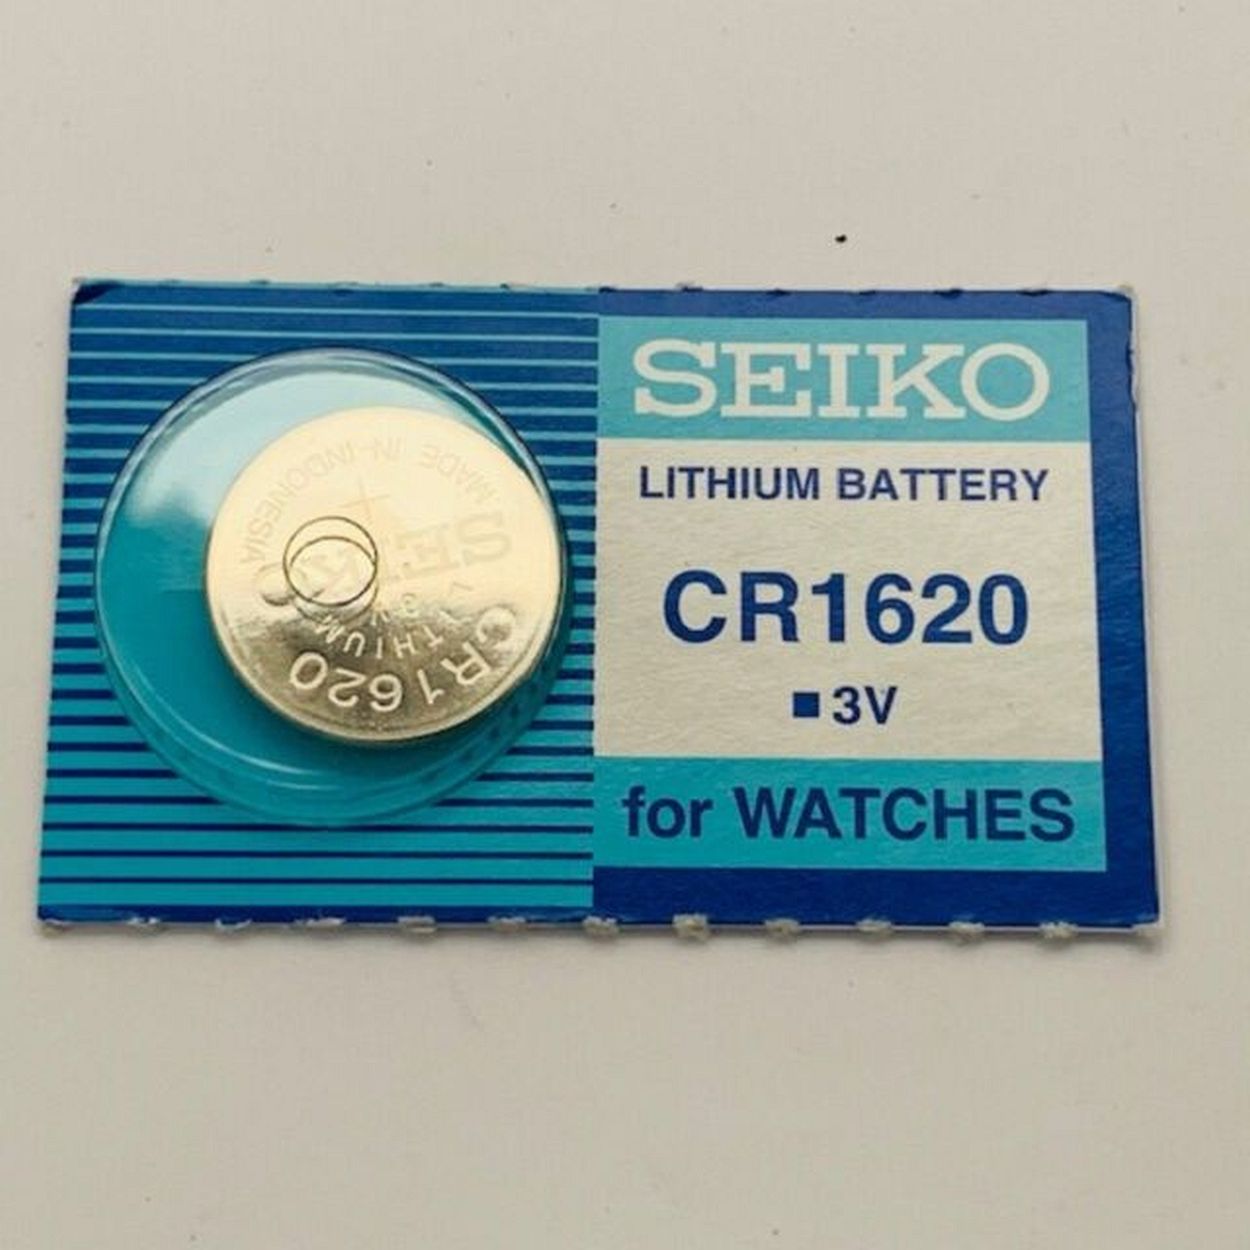 MADE IN INDONESIA
SEIKO
LITHIUM
3V
CR1620
SEIKO
LITHIUM BATTERY
CR1620
■3V
for WATCHES